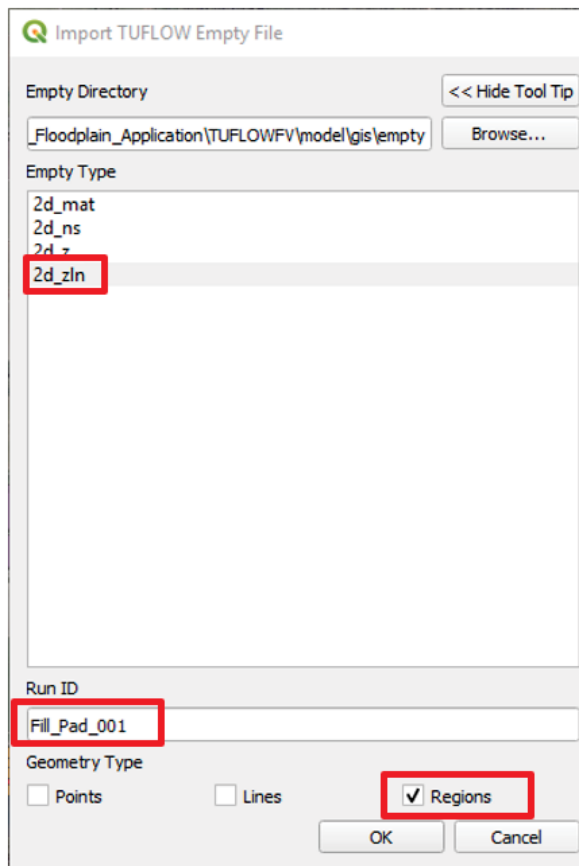 Import TUFLOW Empty File
Empty Directory
<< Hide Tool Tip
_Floodplain_Application\TUFLOWFV\model\gis\empty
Browse...
Empty Type
2d_mat
2d_ns
2d_z
2d_zln
Run ID
Fill_Pad_001
Geometry Type
Points Lines Regions
OK Cancel